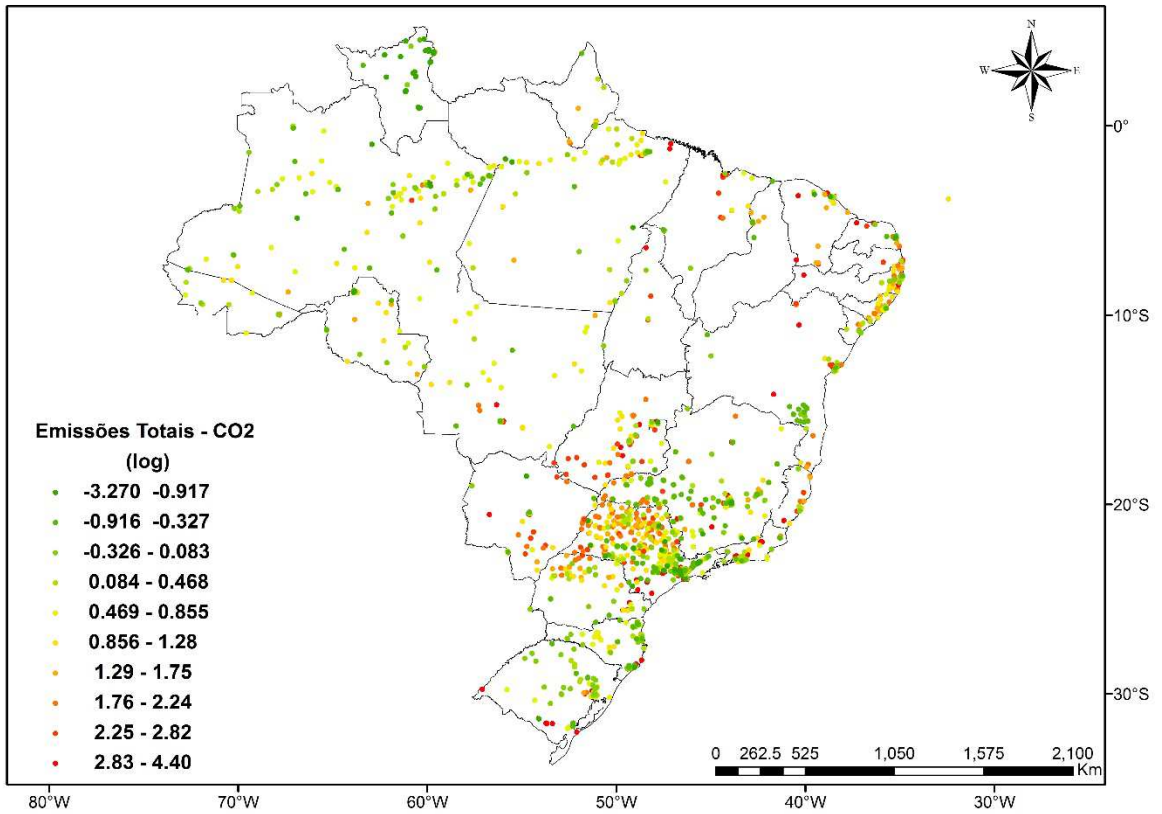 N
W E
S
0°
10°S
20°S
30°S
Emissões Totais - CO2
(log)
-3.270 -0.917
-0.916 -0.327
-0.326 - 0.083
0.084 - 0.468
0.469 - 0.855
0.856 - 1.28
1.29 - 1.75
1.76 - 2.24
2.25 - 2.82
2.83 - 4.40
0 262.5 525 1,050 1,575 2,100
Km
80°W 70°W 60°W 50°W 40°W 30°W